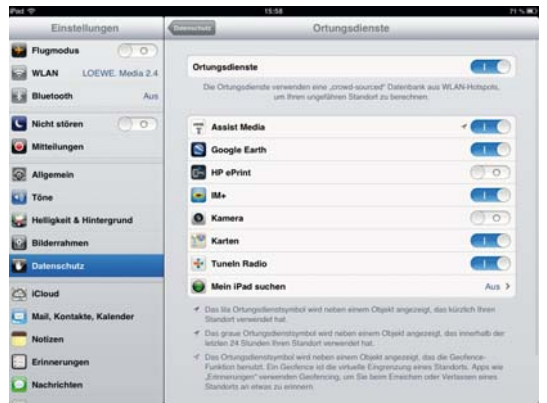 iPad
15:58
71 %
Einstellungen
Datenschutz
Ortungsdienste
Flugmodus
WLAN LOEWE. Media 2.4
Bluetooth Aus
Nicht stören
Mitteilungen
Allgemein
Töne
Helligkeit & Hintergrund
Bilderrahmen
Datenschutz
iCloud
Mail, Kontakte, Kalender
Notizen
Erinnerungen
Nachrichten
Ortungsdienste
Die Ortungsdienste verwenden eine „crowd-sourced“ Datenbank aus WLAN-Hotspots,
um Ihren ungefähren Standort zu berechnen.
Assist Media
Google Earth
HP ePrint
IM+
Kamera
Karten
TuneIn Radio
Mein iPad suchen Aus
Das lila Ortungsdienstsymbol wird neben einem Objekt angezeigt, das kürzlich Ihren
Standort verwendet hat.
Das graue Ortungsdienstsymbol wird neben einem Objekt angezeigt, das innerhalb der
letzten 24 Stunden Ihren Standort verwendet hat.
Das Ortungsdienstsymbol wird neben einem Objekt angezeigt, das die Geofence-
Funktion benutzt. Ein Geofence ist die virtuelle Eingrenzung eines Standorts. Apps wie
„Erinnerungen“ verwenden Geofencing, um Sie beim Erreichen oder Verlassen eines
Standorts an etwas zu erinnern.